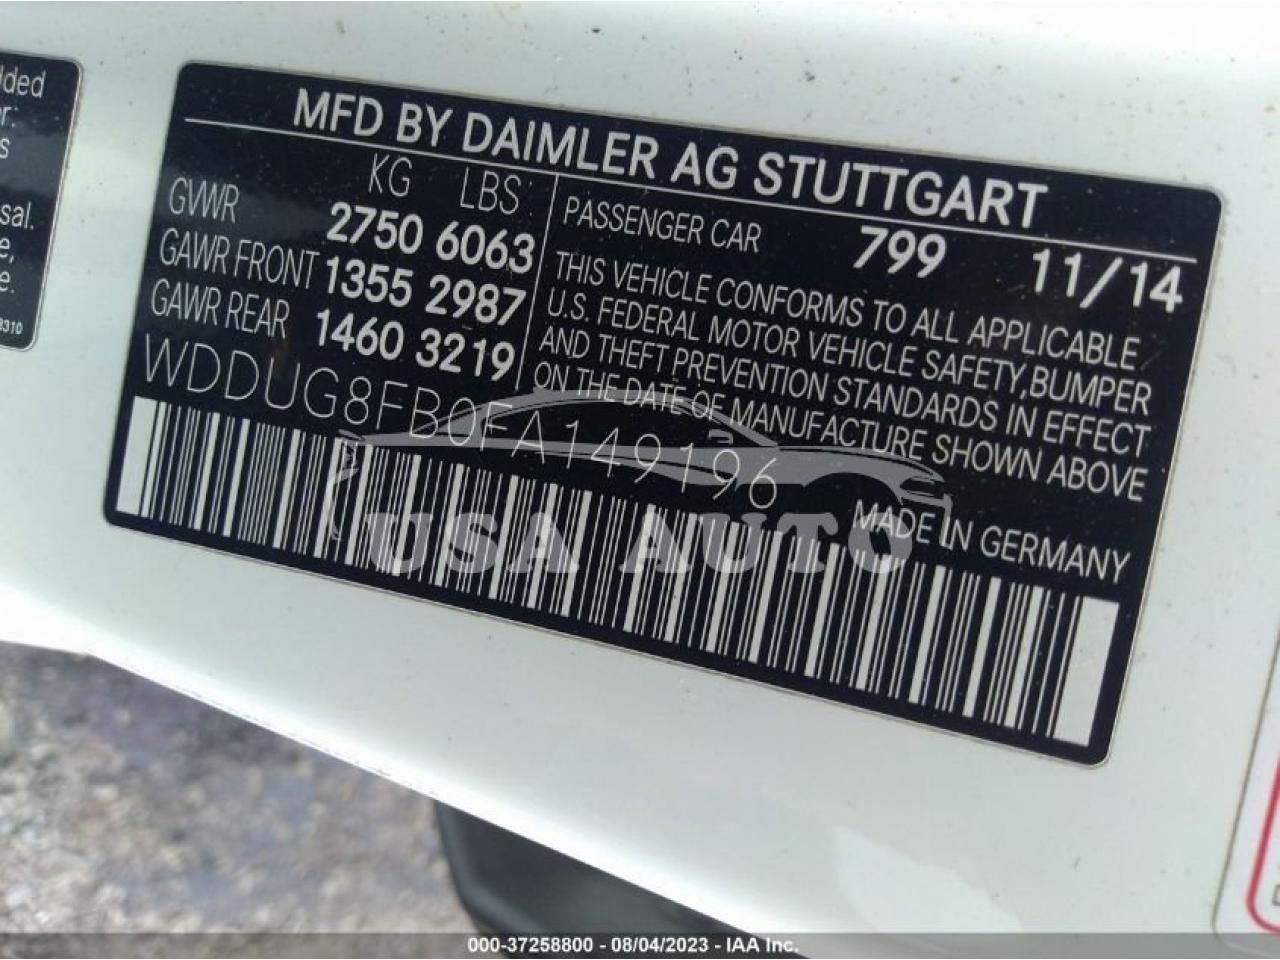 dded
r:
s
sal.
e,
e.
8310
MFD BY DAIMLER AG STUTTGART
KG LBS
GVWR 2750 6063
GAWR FRONT 1355 2987
GAWR REAR 1460 3219
PASSENGER CAR 799 11/14
THIS VEHICLE CONFORMS TO ALL APPLICABLE
U.S. FEDERAL MOTOR VEHICLE SAFETY,BUMPER
AND THEFT PREVENTION STANDARDS IN EFFECT
ON THE DATE OF MANUFACTURE SHOWN ABOVE
WDDUG8FB0FA149196
MADE IN GERMANY
USA AUTO
000-37258800 - 08/04/2023 - IAA Inc.